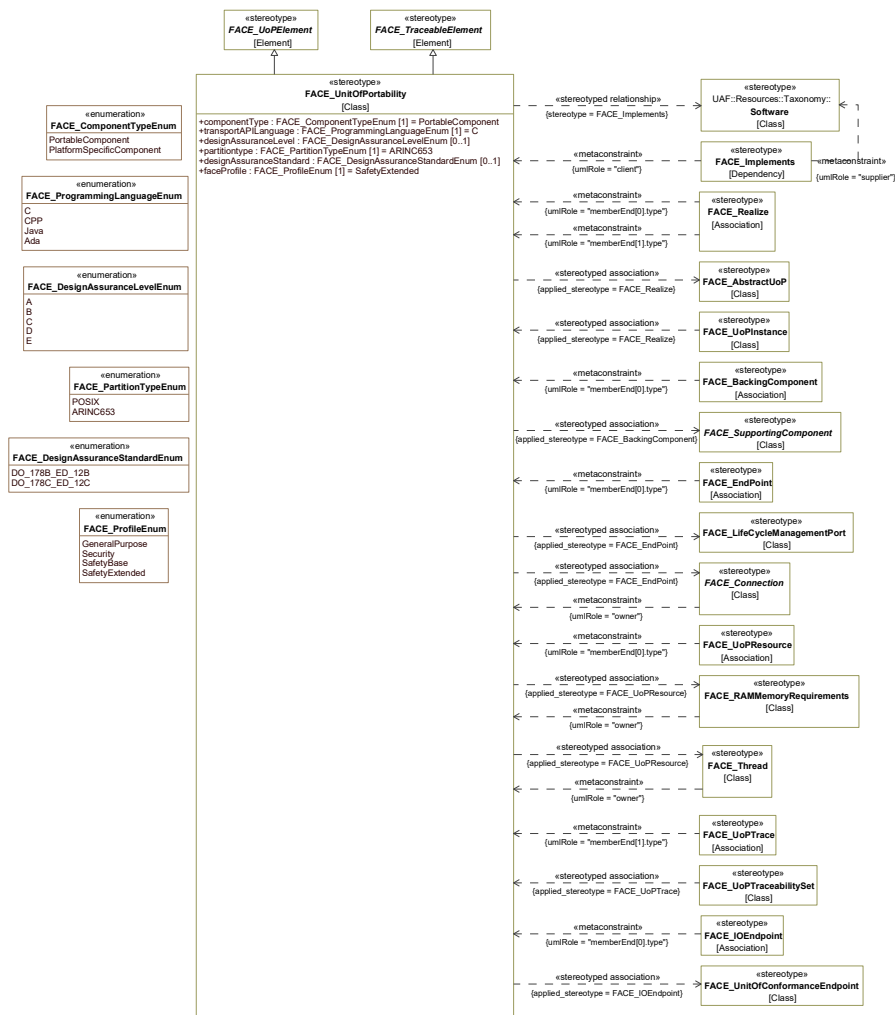 «stereotype»
FACE_UoPElement
[Element]
«stereotype»
FACE_TraceableElement
[Element]
«stereotype»
FACE_UnitOfPortability
[Class]
+componentType : FACE_ComponentTypeEnum [1] = PortableComponent
+transportAPILanguage : FACE_ProgrammingLanguageEnum [1] = C
+designAssuranceLevel : FACE_DesignAssuranceLevelEnum [0..1]
+partitiontype : FACE_PartitionTypeEnum [1] = ARINC653
+designAssuranceStandard : FACE_DesignAssuranceStandardEnum [0..1]
+faceProfile : FACE_ProfileEnum [1] = SafetyExtended
«enumeration»
FACE_ComponentTypeEnum
PortableComponent
PlatformSpecificComponent
«enumeration»
FACE_ProgrammingLanguageEnum
C
CPP
Java
Ada
«enumeration»
FACE_DesignAssuranceLevelEnum
A
B
C
D
E
«enumeration»
FACE_PartitionTypeEnum
POSIX
ARINC653
«enumeration»
FACE_DesignAssuranceStandardEnum
DO_178B_ED_12B
DO_178C_ED_12C
«enumeration»
FACE_ProfileEnum
GeneralPurpose
Security
SafetyBase
SafetyExtended
«stereotyped relationship»
{stereotype = FACE_Implements}
«stereotype»
UAF::Resources::Taxonomy::
Software
[Class]
«metaconstraint»
{umlRole = "client"}
«stereotype»
FACE_Implements
[Dependency]
«metaconstraint»
{umlRole = "supplier"}
«metaconstraint»
{umlRole = "memberEnd[0].type"}
«metaconstraint»
{umlRole = "memberEnd[1].type"}
«stereotype»
FACE_Realize
[Association]
«stereotyped association»
{applied_stereotype = FACE_Realize}
«stereotype»
FACE_AbstractUoP
[Class]
«stereotyped association»
{applied_stereotype = FACE_Realize}
«stereotype»
FACE_UoPInstance
[Class]
«metaconstraint»
{umlRole = "memberEnd[0].type"}
«stereotype»
FACE_BackingComponent
[Association]
«stereotyped association»
{applied_stereotype = FACE_BackingComponent}
«stereotype»
FACE_SupportingComponent
[Class]
«metaconstraint»
{umlRole = "memberEnd[0].type"}
«stereotype»
FACE_EndPoint
[Association]
«stereotyped association»
{applied_stereotype = FACE_EndPoint}
«stereotype»
FACE_LifeCycleManagementPort
[Class]
«stereotyped association»
{applied_stereotype = FACE_EndPoint}
«metaconstraint»
{umlRole = "owner"}
«stereotype»
FACE_Connection
[Class]
«metaconstraint»
{umlRole = "memberEnd[0].type"}
«stereotype»
FACE_UoPResource
[Association]
«stereotyped association»
{applied_stereotype = FACE_UoPResource}
«metaconstraint»
{umlRole = "owner"}
«stereotype»
FACE_RAMMemoryRequirements
[Class]
«stereotyped association»
{applied_stereotype = FACE_UoPResource}
«metaconstraint»
{umlRole = "owner"}
«stereotype»
FACE_Thread
[Class]
«metaconstraint»
{umlRole = "memberEnd[1].type"}
«stereotype»
FACE_UoPTrace
[Association]
«stereotyped association»
{applied_stereotype = FACE_UoPTrace}
«stereotype»
FACE_UoPTraceabilitySet
[Class]
«metaconstraint»
{umlRole = "memberEnd[0].type"}
«stereotype»
FACE_IOEndpoint
[Association]
«stereotyped association»
{applied_stereotype = FACE_IOEndpoint}
«stereotype»
FACE_UnitOfConformanceEndpoint
[Class]